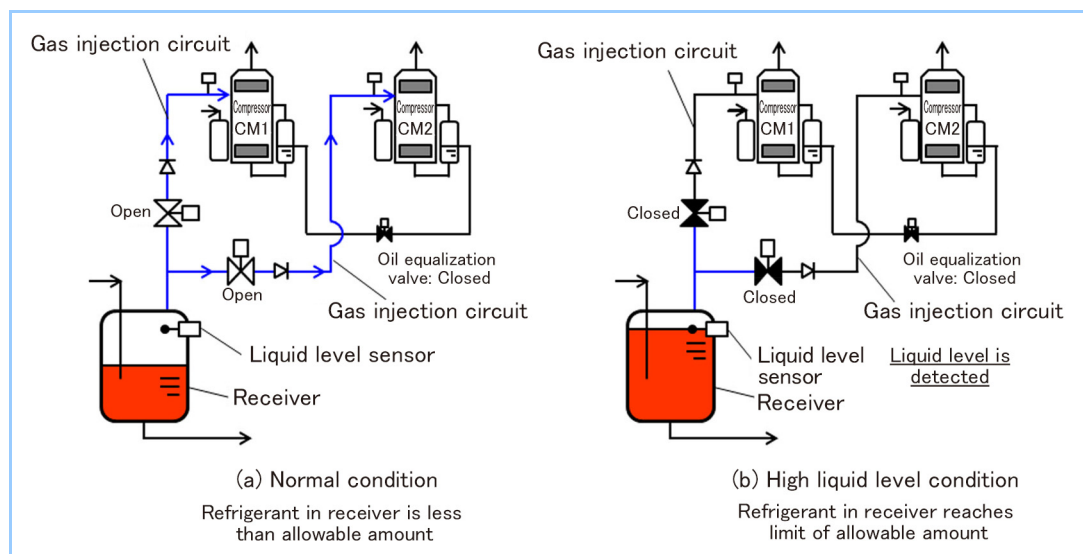 Gas injection circuit
Compressor
CM1
Compressor
CM2
Open
Open
Oil equalization
valve: Closed
Gas injection circuit
Liquid level sensor
Receiver
(a) Normal condition
Refrigerant in receiver is less
than allowable amount
Gas injection circuit
Compressor
CM1
Compressor
CM2
Closed
Closed
Oil equalization
valve: Closed
Gas injection circuit
Liquid level
sensor
Receiver
Liquid level is
detected
(b) High liquid level condition
Refrigerant in receiver reaches
limit of allowable amount